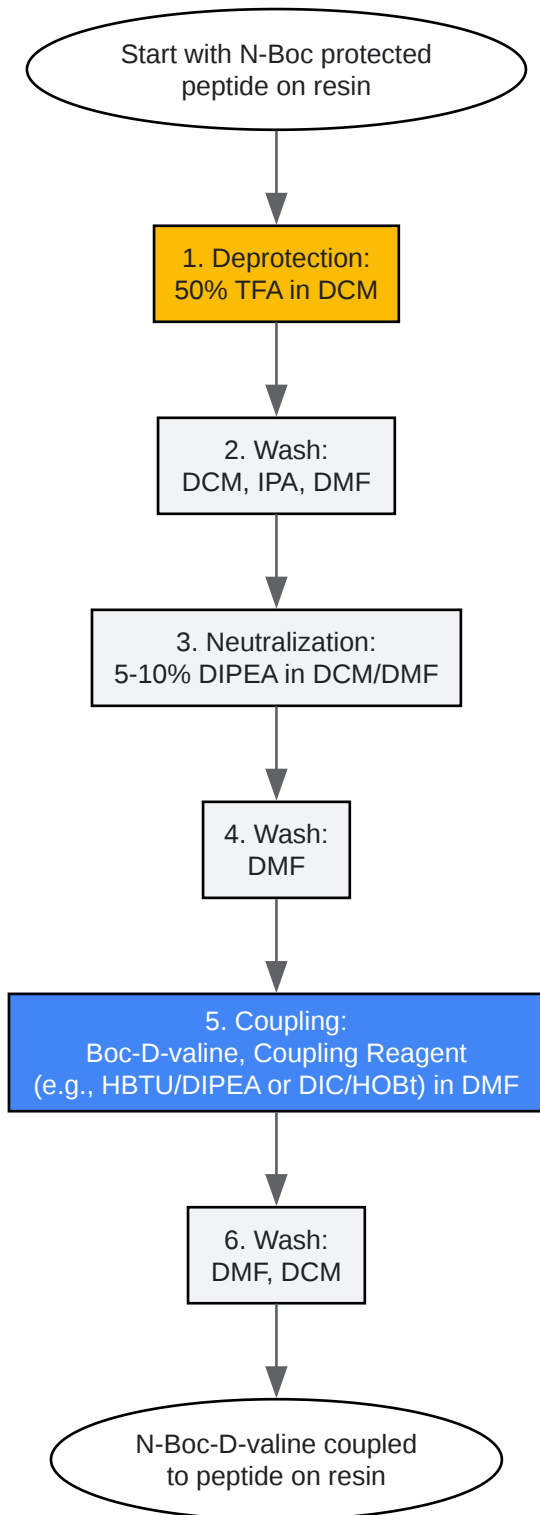 Start with N-Boc protected
peptide on resin
1. Deprotection:
50% TFA in DCM
2. Wash:
DCM, IPA, DMF
3. Neutralization:
5-10% DIPEA in DCM/DMF
4. Wash:
DMF
5. Coupling:
Boc-D-valine, Coupling Reagent
(e.g., HBTU/DIPEA or DIC/HOBt) in DMF
6. Wash:
DMF, DCM
N-Boc-D-valine coupled
to peptide on resin